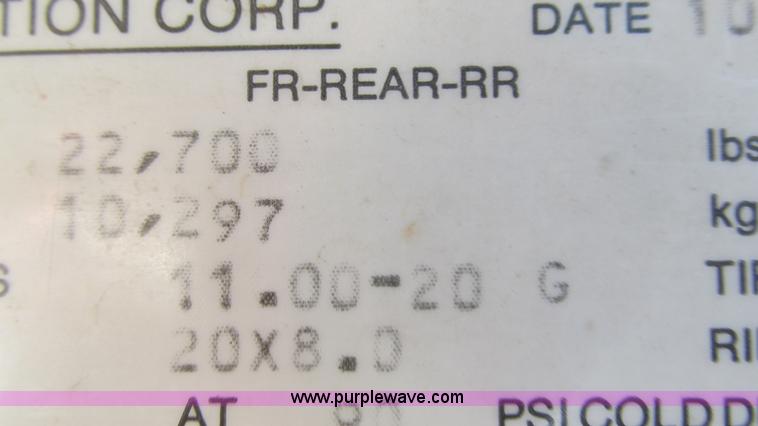 TION CORP. DATE 10
FR-REAR-RR
22,700 lbs
10,297 kg
S 11.00-20 G TI
20X8.0 RI
www.purplewave.com
AT PSI COLD D